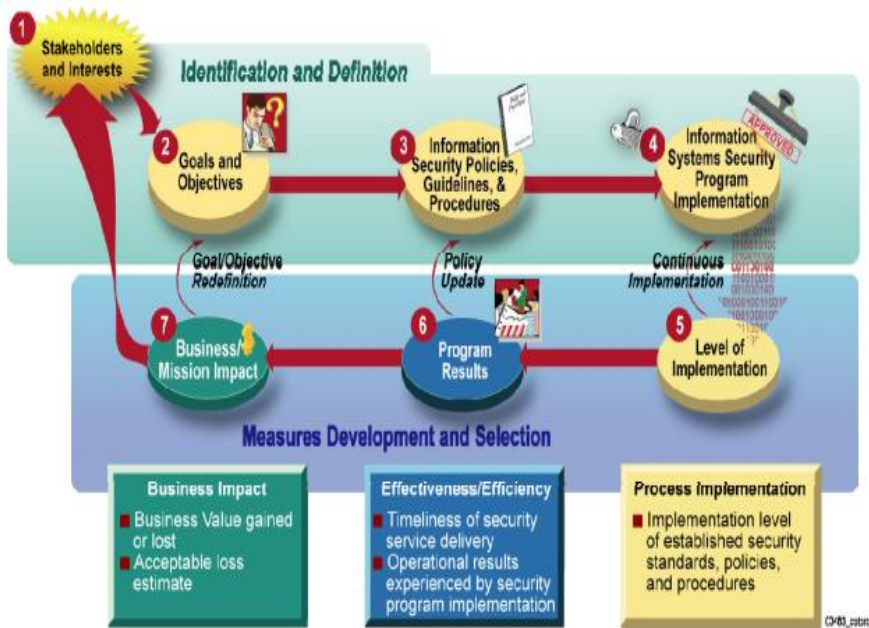 1
Stakeholders
and Interests
Identification and Definition
2
Goals and
Objectives
3
Information
Security Policies,
Guidelines, &
Procedures
4
Information
Systems Security
Program
Implementation
APPROVED
Goal/Objective
Redefinition
Policy
Update
Continuous
Implementation
7
Business/
Mission Impact
6
Program
Results
5
Level of
Implementation
Measures Development and Selection
Business Impact
Business Value gained
or lost
Acceptable loss
estimate
Effectiveness/Efficiency
Timeliness of security
service delivery
Operational results
experienced by security
program implementation
Process Implementation
Implementation level
of established security
standards, policies,
and procedures